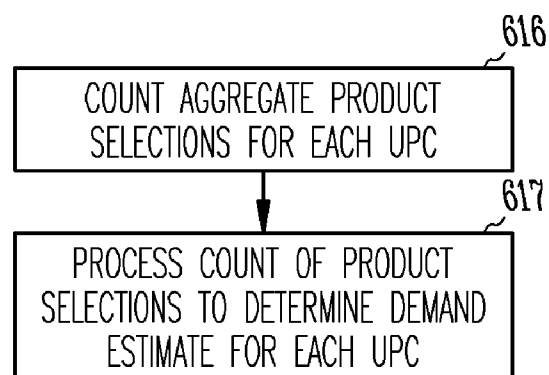 616
COUNT AGGREGATE PRODUCT
SELECTIONS FOR EACH UPC
617
PROCESS COUNT OF PRODUCT
SELECTIONS TO DETERMINE DEMAND
ESTIMATE FOR EACH UPC